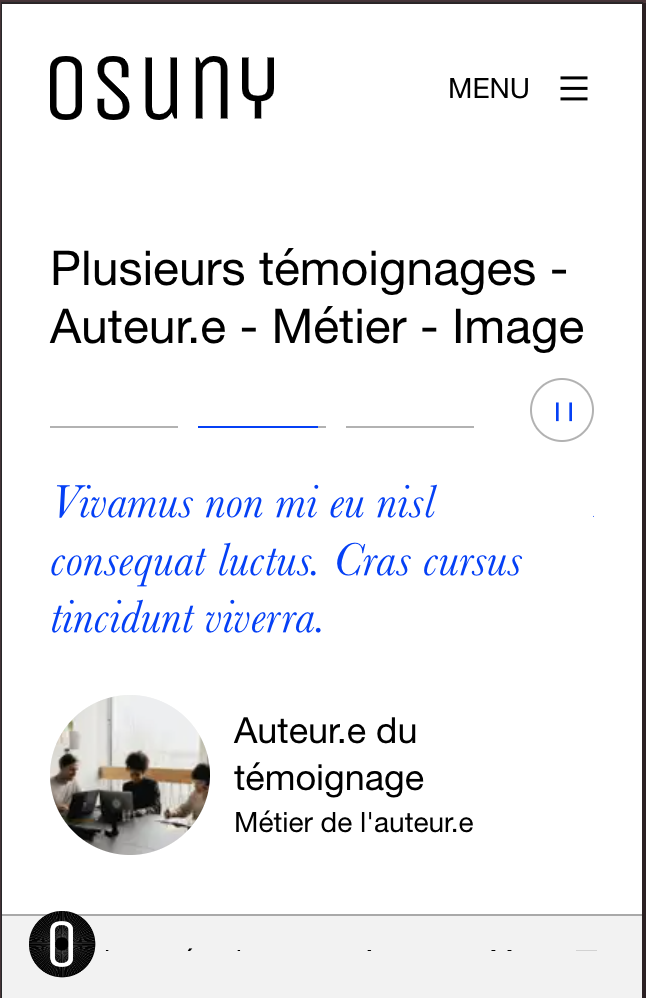 OSUNY
MENU
Plusieurs témoignages -
Auteur.e - Métier - Image
Vivamus non mi eu nisl
consequat luctus. Cras cursus
tincidunt viverra.
Auteur.e du
témoignage
Métier de l'auteur.e